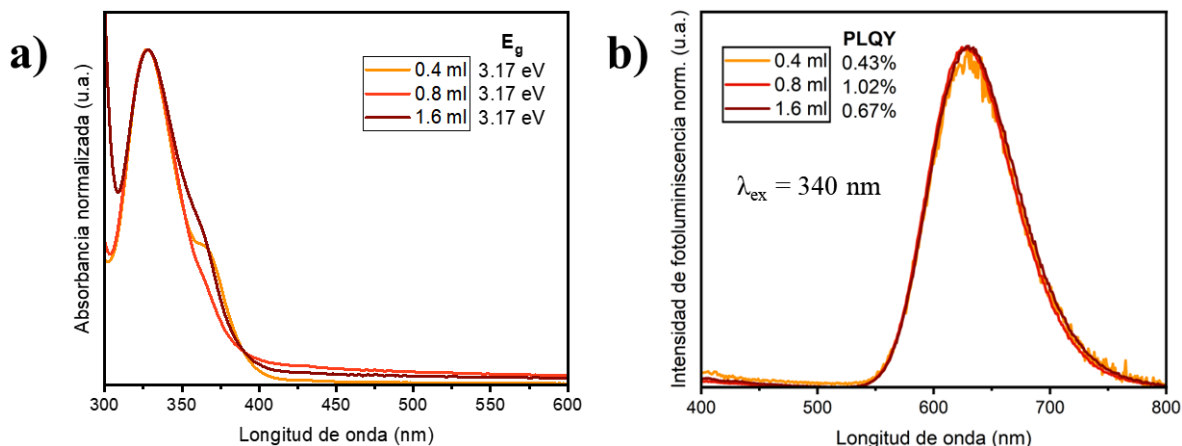 a)
E_g
0.4 ml 3.17 eV
0.8 ml 3.17 eV
1.6 ml 3.17 eV
Absorbancia normalizada (u.a.)
300 350 400 450 500 550 600
Longitud de onda (nm)
b)
PLQY
0.4 ml 0.43%
0.8 ml 1.02%
1.6 ml 0.67%
λ_ex = 340 nm
Intensidad de fotoluminiscencia norm. (u.a.)
400 500 600 700 800
Longitud de onda (nm)